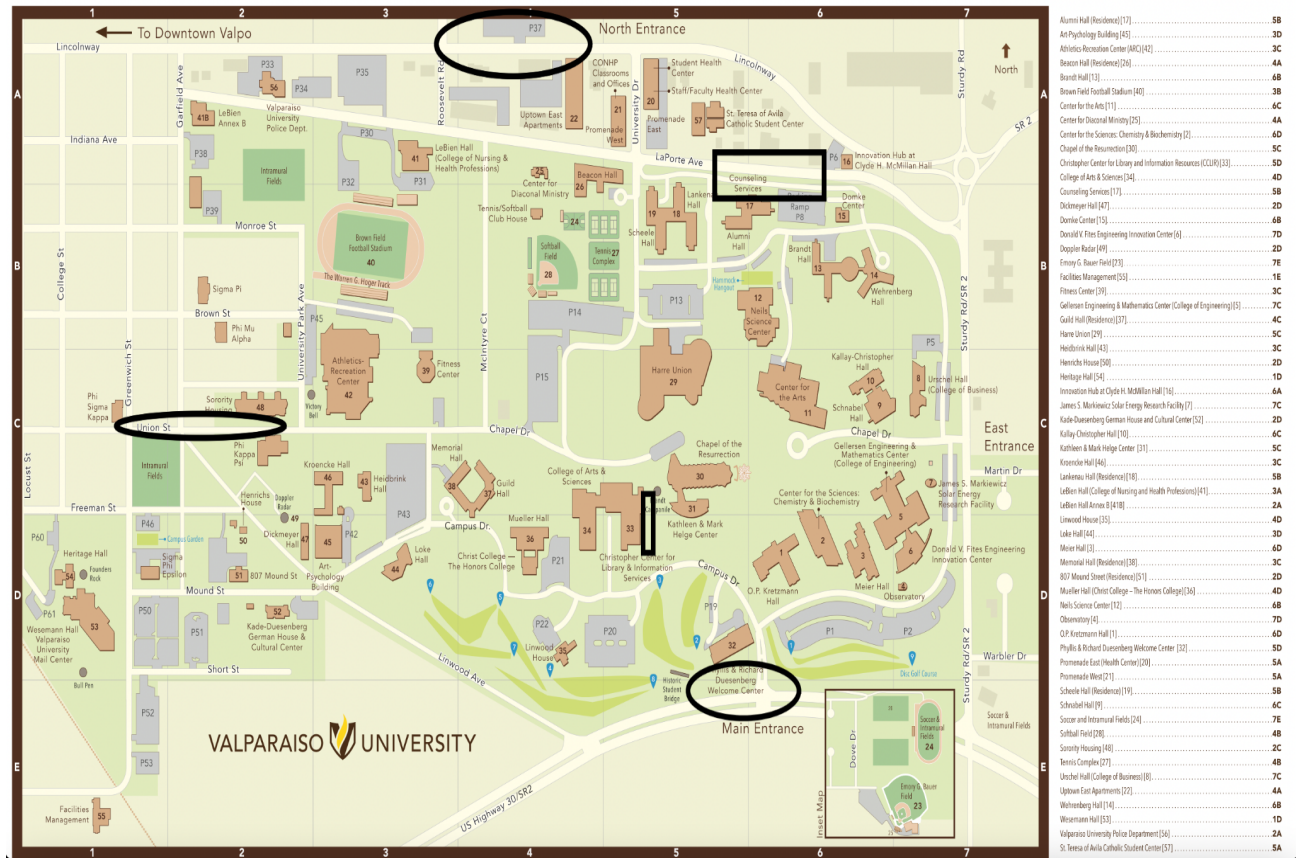 1 2 3 4 5 6 7
To Downtown Valpo
North Entrance
P37
Lincolnway
Lincolnway
North
Garfield Ave
Roosevelt Rd
University Dr
Sturdy Rd
SR 2
A
A
P33
56
P34
P35
Valparaiso
University
Police Dept.
41B
LeBien
Annex B
Uptown East
Apartments
22
CONHP
Classrooms
and Offices
21
Promenade
West
20
Student Health
Center
Staff/Faculty Health Center
Promenade
East
57
St. Teresa of Avila
Catholic Student Center
Indiana Ave
P38
P30
Intramural
Fields
P32
P31
41
LeBien Hall
(College of Nursing &
Health Professions)
LaPorte Ave
P6
16
Innovation Hub at
Clyde H. McMillan Hall
25
Center for
Diaconal Ministry
Beacon Hall
26
Counseling
Services
17
Alumni
Hall
Ramp
P8
Domke
Center
15
P39
Monroe St
Tennis/Softball
Club House
24
19
18
Scheele
Hall
B
B
Brown Field
Football Stadium
40
The Warren G. Hoger Track
Softball
Field
28
Tennis
Complex
27
Brandt
Hall
13
14
Wehrenberg
Hall
Hammock
Hangout
College St
Sigma Pi
University Park Ave
P45
McIntyre Ct
P14
P13
12
Neils
Science
Center
Sturdy Rd/SR 2
Brown St
Phi Mu
Alpha
Greenwich St
Athletics-
Recreation
Center
42
39
Fitness
Center
P15
Harre Union
29
Center for
the Arts
11
Kallay-Christopher
Hall
10
9
Schnabel
Hall
P5
8
Urschel Hall
(College of Business)
Phi
Sigma
Kappa
Sorority
48
Victory
Bell
C
C
Union St
Chapel Dr
Chapel Dr
East
Entrance
Phi
Kappa
Psi
Locust St
Intramural
Fields
Memorial
Hall
38
37
Guild
Hall
College of Arts &
Sciences
Chapel of the
Resurrection
30
Gellersen Engineering &
Mathematics Center
(College of Engineering)
Martin Dr
Kroencke Hall
46
43
Heidbrink
Hall
Henrichs
House
Doppler
Radar
49
34
33
31
Kathleen & Mark
Helge Center
Center for the Sciences:
Chemistry & Biochemistry
7
James S. Markiewicz
Solar Energy
Research Facility
Freeman St
P46
Campus Garden
50
Dickmeyer
Hall
47
45
P42
P43
Campus Dr.
Mueller Hall
36
2
5
P60
Heritage Hall
54
Founders
Rock
Sigma
Phi
Epsilon
51
807 Mound St
Art-
Psychology
Building
44
Loke
Hall
Christ College —
The Honors College
P21
Christopher Center for
Library & Information
Services
Campus Dr
1
3
6
Donald V. Fites Engineering
Innovation Center
O.P. Kretzmann
Hall
Meier Hall
4
Observatory
D
D
Mound St
P61
53
Wesemann Hall
Valparaiso
University
Mail Center
P50
P51
52
Kade-Duesenberg
German House &
Cultural Center
6
5
3
P19
P1
P2
P22
P20
Linwood
House
35
7
4
8
2
32
1
9
Disc Golf Course
Warbler Dr
Short St
Bull Pen
Linwood Ave
Historic
Student
Bridge
Duesenberg
Welcome Center
Main Entrance
Sturdy Rd/SR 2
P52
P53
VALPARAISO UNIVERSITY
E
E
US Highway 30/SR2
Facilities
Management
55
Inset Map
Dove Dr
Soccer &
Intramural
Fields
24
Emory G. Bauer
Field
23
Soccer &
Intramural Fields
1 2 3 4 5 6 7
Alumni Hall (Residence) [17] 5B
Art-Psychology Building [45] 3D
Athletics Recreation Center (ARC) [42] 3C
Beacon Hall (Residence) [26] 4A
Brandt Hall [13] 6B
Brown Field Football Stadium [40] 3B
Center for the Arts [11] 6C
Center for Diaconal Ministry [25] 4A
Center for the Sciences: Chemistry & Biochemistry [2] 6D
Chapel of the Resurrection [30] 5C
Christopher Center for Library and Information Resources (CCLIR) [33] 5D
College of Arts & Sciences [34] 4D
Counseling Services [17] 5B
Dickmeyer Hall [47] 2D
Domke Center [15] 6B
Donald V. Fites Engineering Innovation Center [6] 7D
Doppler Radar [49] 2D
Emory G. Bauer Field [23] 7E
Facilities Management [55] 1E
Fitness Center [39] 3C
Gellersen Engineering & Mathematics Center (College of Engineering) [5] 7C
Guild Hall (Residence) [37] 4C
Harre Union [29] 5C
Heidbrink Hall [43] 3C
Henrichs House [50] 2D
Heritage Hall [54] 1D
Innovation Hub at Clyde H. McMillan Hall [16] 6A
James S. Markiewicz Solar Energy Research Facility [7] 7C
Kade-Duesenberg German House and Cultural Center [52] 2D
Kallay-Christopher Hall [10] 6C
Kathleen & Mark Helge Center [31] 5C
Kroencke Hall [46] 3C
Lankenau Hall (Residence) [18] 5B
LeBien Hall (College of Nursing and Health Professions) [41] 3A
LeBien Hall Annex B [41B] 2A
Linwood House [35] 4D
Loke Hall [44] 3D
Meier Hall [3] 6D
Memorial Hall (Residence) [38] 3C
807 Mound Street (Residence) [51] 2D
Mueller Hall (Christ College – The Honors College) [36] 4D
Neils Science Center [12] 6B
Observatory [4] 7D
O.P. Kretzmann Hall [1] 6D
Phyllis & Richard Duesenberg Welcome Center [32] 5D
Promenade East (Health Center) [20] 5A
Promenade West [21] 5A
Scheele Hall (Residence) [19] 5B
Schnabel Hall [9] 6C
Soccer and Intramural Fields [24] 7E
Softball Field [28] 4B
Sorority Housing [48] 2C
Tennis Complex [27] 4B
Urschel Hall (College of Business) [8] 7C
Uptown East Apartments [22] 4A
Wehrenberg Hall [14] 6B
Wesemann Hall [53] 1D
Valparaiso University Police Department [56] 2A
St. Teresa of Avila Catholic Student Center [57] 5A